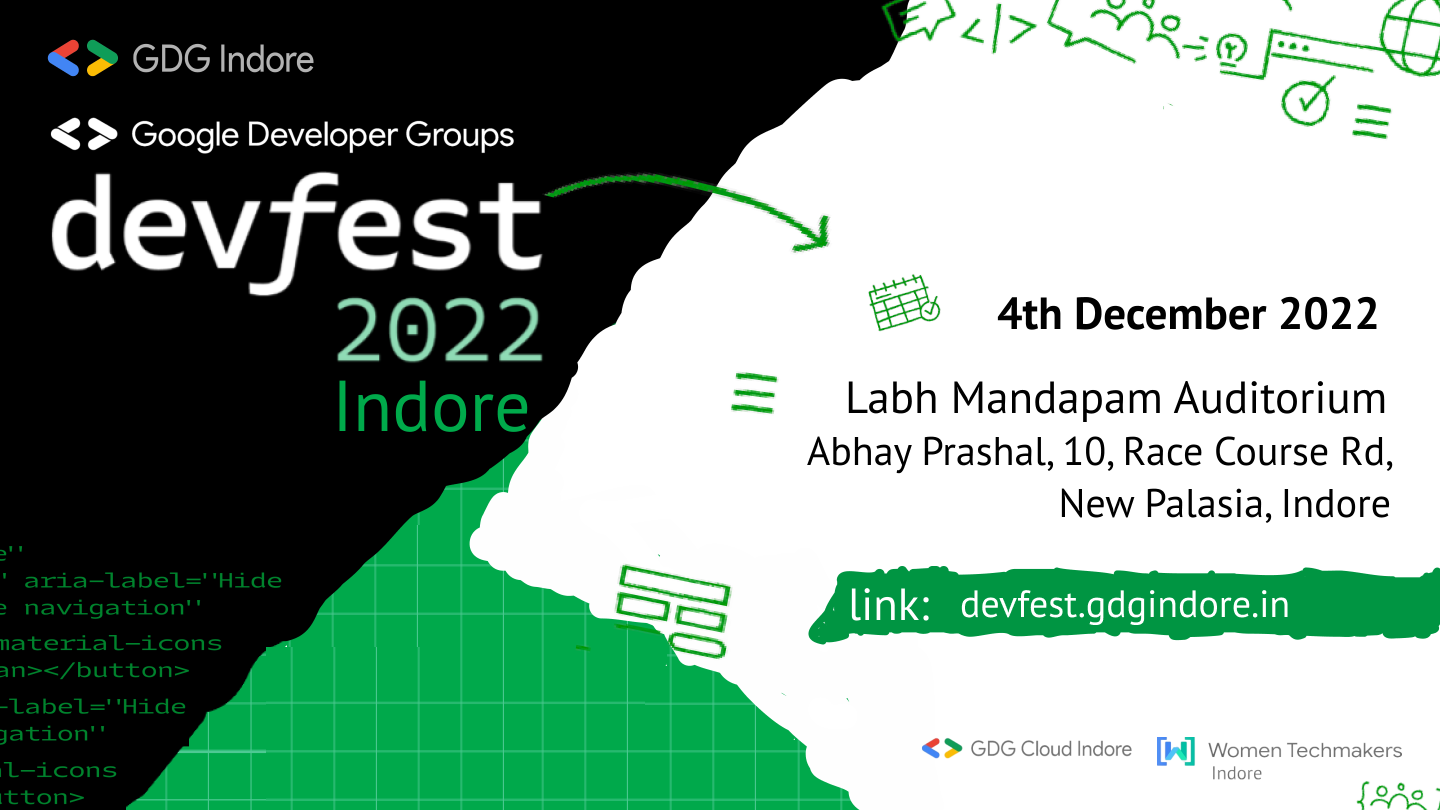 GDG Indore
Google Developer Groups
devfest
2022
Indore
4th December 2022
Labh Mandapam Auditorium
Abhay Prashal, 10, Race Course Rd,
New Palasia, Indore
link: devfest.gdgindore.in
e"
" aria-label="Hide
e navigation"
material-icons
an></button>
-label="Hide
gation"
al-icons
utton>
GDG Cloud Indore
Women Techmakers
Indore